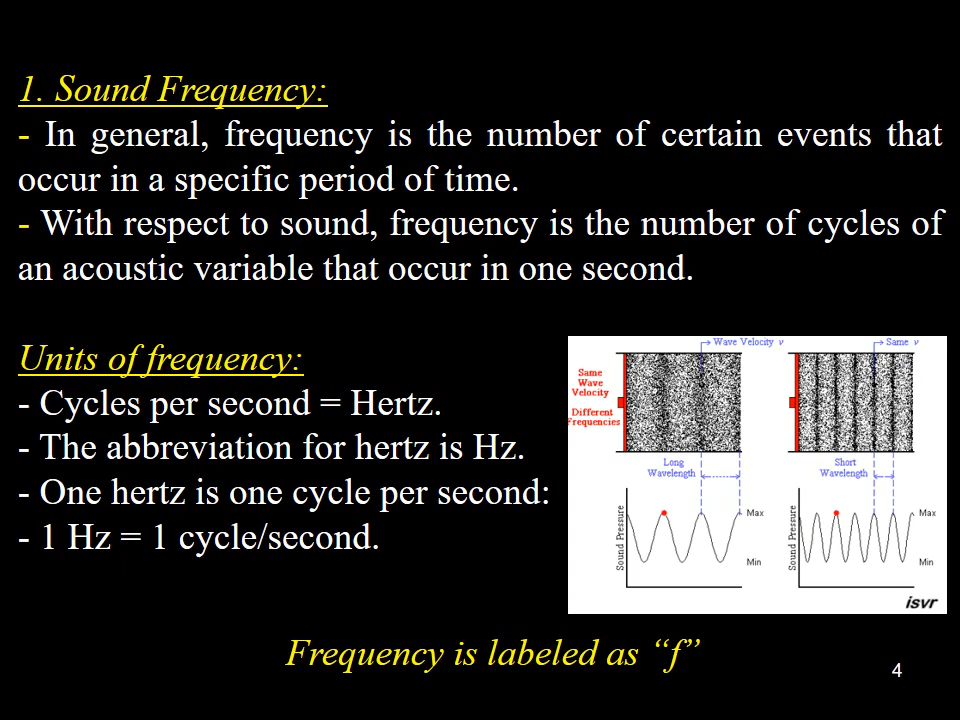 1. Sound Frequency:
- In general, frequency is the number of certain events that
occur in a specific period of time.
- With respect to sound, frequency is the number of cycles of
an acoustic variable that occur in one second.
Units of frequency:
- Cycles per second = Hertz.
- The abbreviation for hertz is Hz.
- One hertz is one cycle per second:
- 1 Hz = 1 cycle/second.
Wave Velocity v
Same v
Same
Wave
Velocity
Different
Frequencies
Long
Wavelength
Short
Wavelength
Sound Pressure
Max
Min
Sound Pressure
Max
Min
isvr
Frequency is labeled as “f”
4